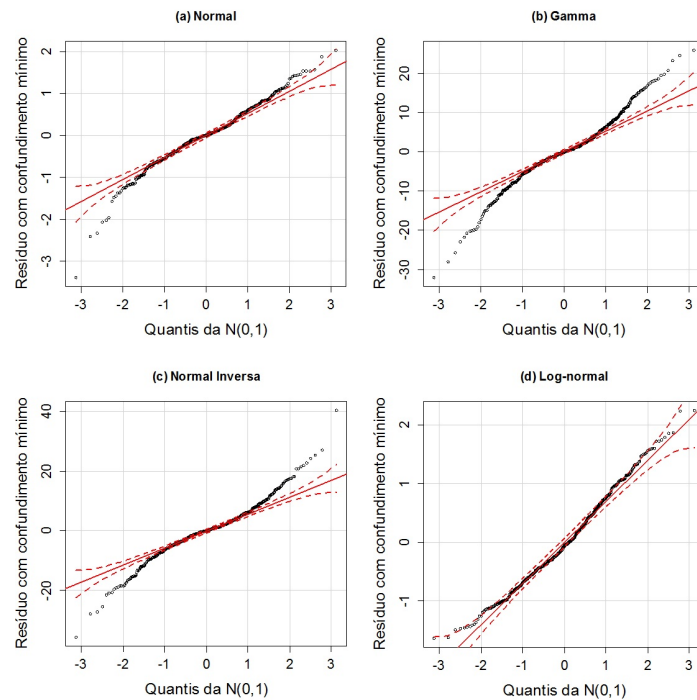 (a) Normal
Resíduo com confundimento mínimo
2
1
0
-1
-2
-3
-3 -2 -1 0 1 2 3
Quantis da N(0,1)
(b) Gamma
Resíduo com confundimento mínimo
20
10
0
-10
-20
-30
-3 -2 -1 0 1 2 3
Quantis da N(0,1)
(c) Normal Inversa
Resíduo com confundimento mínimo
40
20
0
20
-3 -2 -1 0 1 2 3
Quantis da N(0,1)
(d) Log-normal
Resíduo com confundimento mínimo
2
1
0
-1
-3 -2 -1 0 1 2 3
Quantis da N(0,1)